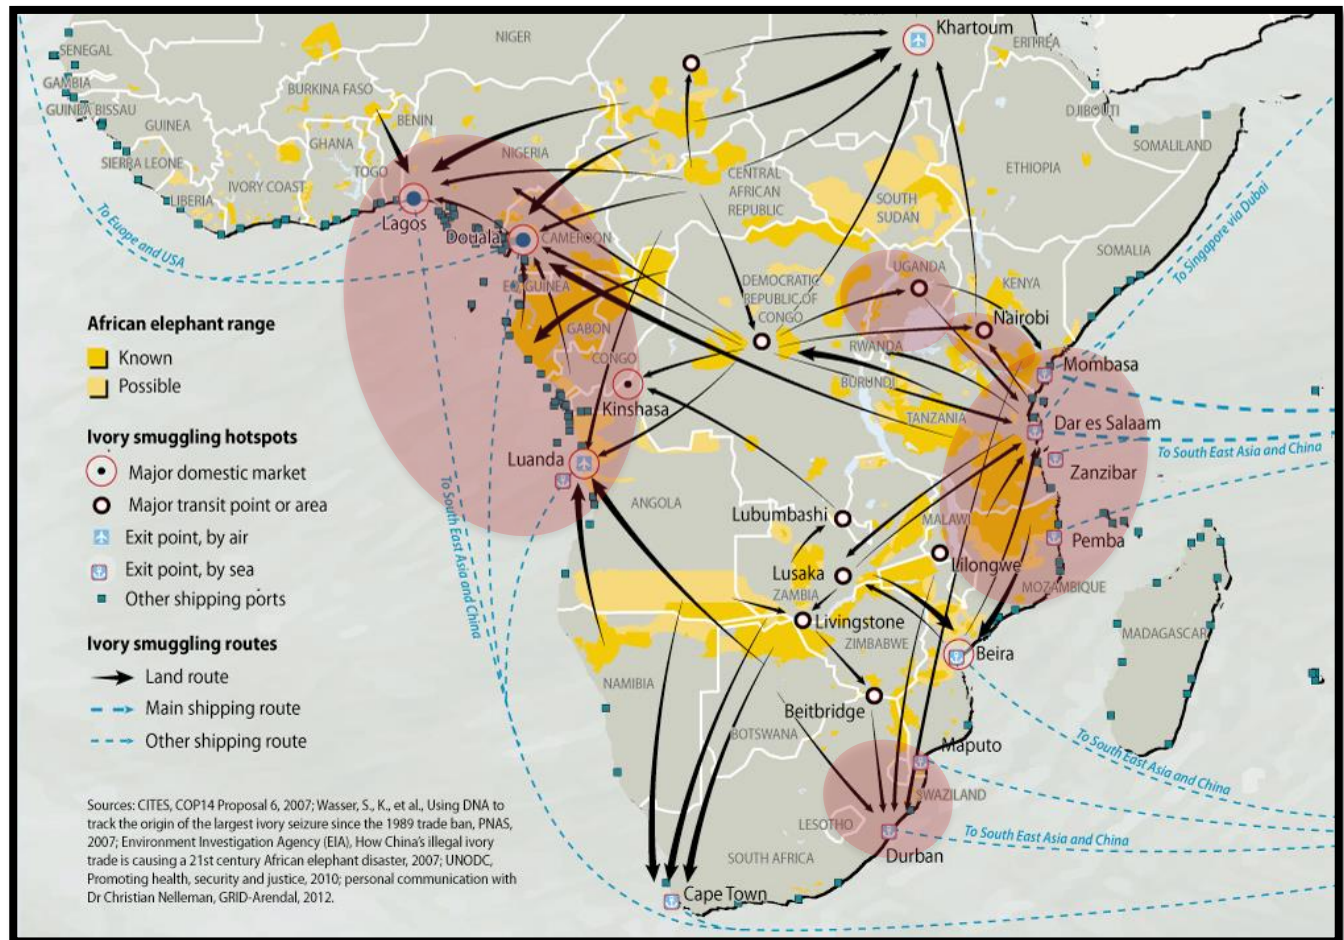 Khartoum
NIGER
SENEGAL
ERITREA
GAMBIA
BURKINA FASO
GUINEA BISSAU
BENIN
DJIBOUTI
GUINEA
GHANA
SOMALILAND
SIERRA LEONE
NIGERIA
TOGO
ETHIOPIA
IVORY COAST
CENTRAL
AFRICAN
REPUBLIC
LIBERIA
SOUTH
SUDAN
Lagos
Douala
CAMEROON
To Euope and USA
To Singapore via Dubai
SOMALIA
UGANDA
DEMOCRATIC
REPUBLIC OF
CONGO
KENYA
EQ. GUINEA
GABON
Nairobi
African elephant range
Known
Possible
CONGO
RWANDA
Mombasa
BURUNDI
Kinshasa
TANZANIA
Dar es Salaam
Ivory smuggling hotspots
Major domestic market
Major transit point or area
Exit point, by air
Exit point, by sea
Other shipping ports
To South East Asia and China
Luanda
Zanzibar
To South East Asia and China
ANGOLA
Lubumbashi
MALAWI
Pemba
Lilongwe
Lusaka
ZAMBIA
MOZAMBIQUE
Livingstone
MADAGASCAR
ZIMBABWE
Beira
Ivory smuggling routes
Land route
Main shipping route
Other shipping route
NAMIBIA
Beitbridge
BOTSWANA
Maputo
To South East Asia and China
SWAZILAND
LESOTHO
To South East Asia and China
Durban
SOUTH AFRICA
Cape Town
Sources: CITES, COP14 Proposal 6, 2007; Wasser, S., K., et al., Using DNA to
track the origin of the largest ivory seizure since the 1989 trade ban, PNAS,
2007; Environment Investigation Agency (EIA), How China's illegal ivory
trade is causing a 21st century African elephant disaster, 2007; UNODC,
Promoting health, security and justice, 2010; personal communication with
Dr Christian Nelleman, GRID-Arendal, 2012.